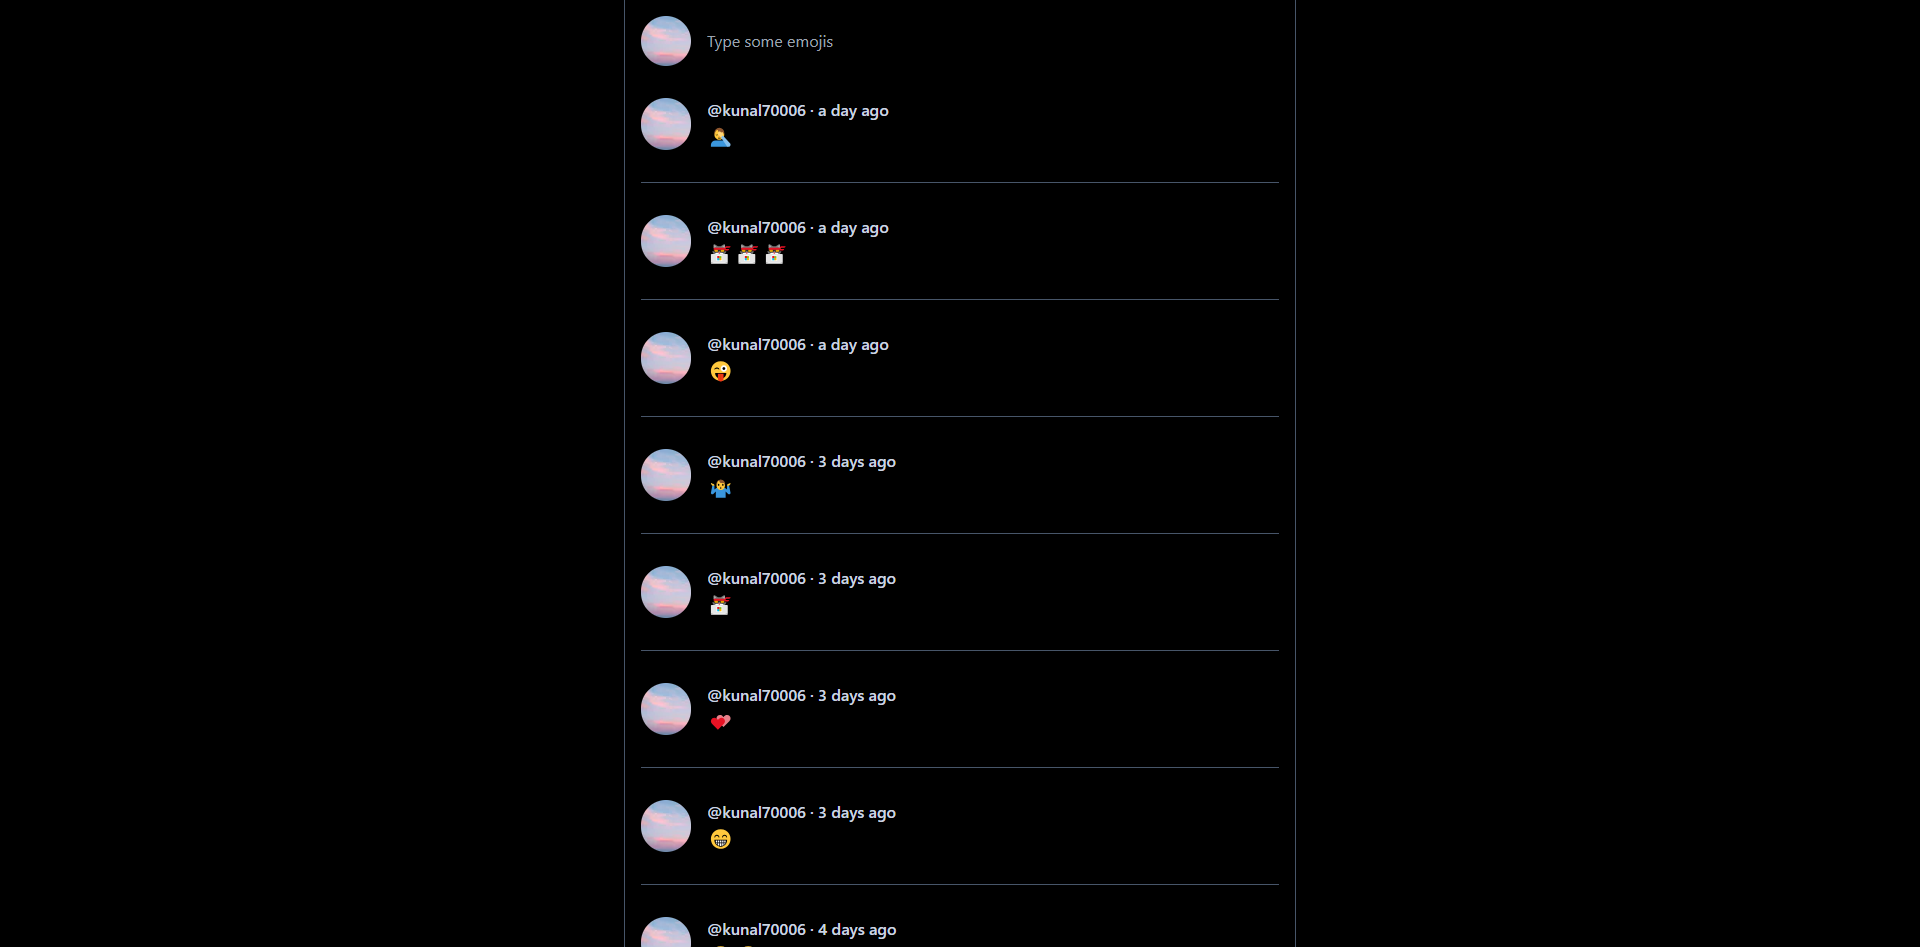 Type some emojis
@kunal70006 · a day ago
🤦‍♂️
@kunal70006 · a day ago
🐱‍👤🐱‍👤🐱‍👤
@kunal70006 · a day ago
😜
@kunal70006 · 3 days ago
🤷‍♂️
@kunal70006 · 3 days ago
🐱‍👤
@kunal70006 · 3 days ago
💕
@kunal70006 · 3 days ago
😁
@kunal70006 · 4 days ago